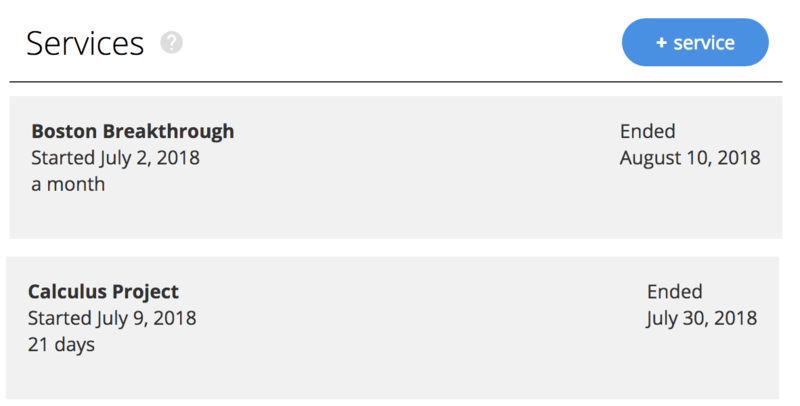 Services ?
+ service
Boston Breakthrough
Started July 2, 2018
a month
Ended
August 10, 2018
Calculus Project
Started July 9, 2018
21 days
Ended
July 30, 2018